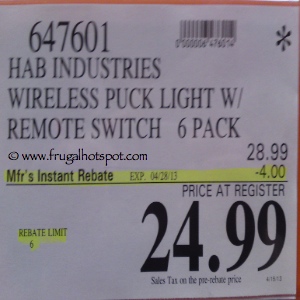 647601
0000006476014
*
HAB INDUSTRIES
WIRELESS PUCK LIGHT W/
REMOTE SWITCH 6 PACK
www.frugalhotspot.com
28.99
Mfr's Instant Rebate EXP. 04/28/13 -4.00
PRICE AT REGISTER
24.99
REBATE LIMIT
6
Sales Tax on the pre-rebate price